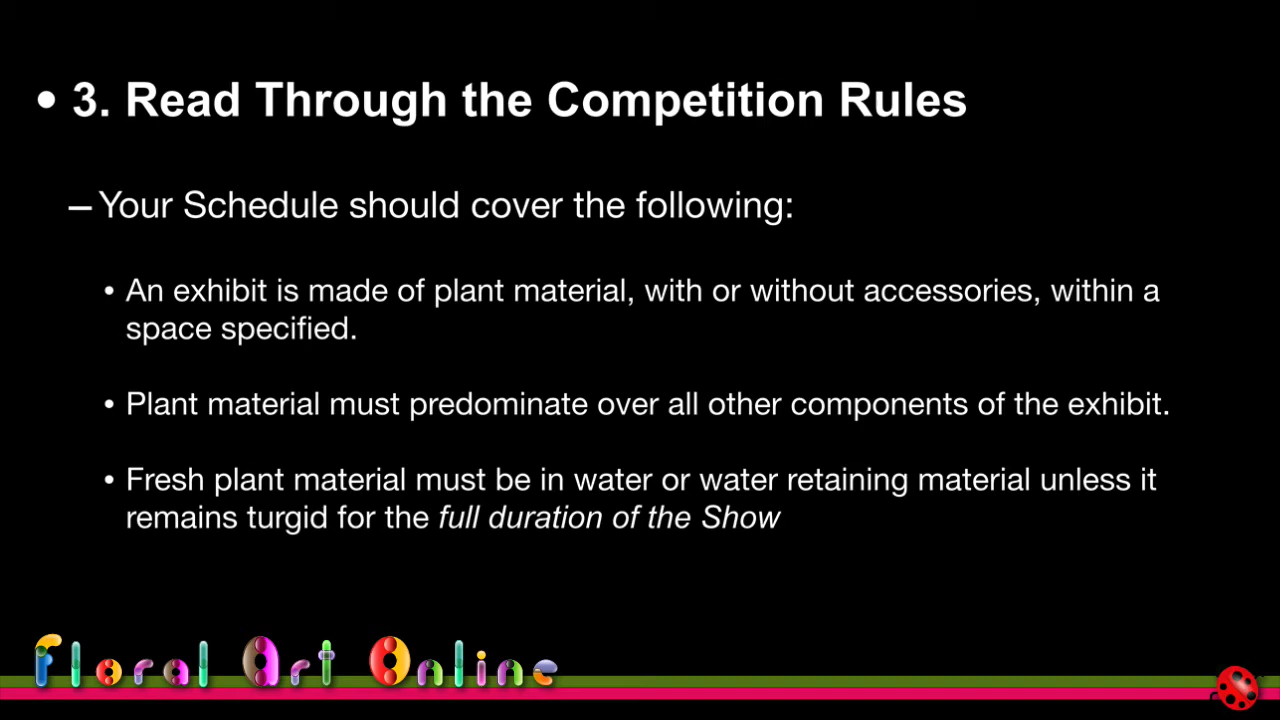 • 3. Read Through the Competition Rules
– Your Schedule should cover the following:
• An exhibit is made of plant material, with or without accessories, within a
space specified.
• Plant material must predominate over all other components of the exhibit.
• Fresh plant material must be in water or water retaining material unless it
remains turgid for the full duration of the Show
Floral Art Online